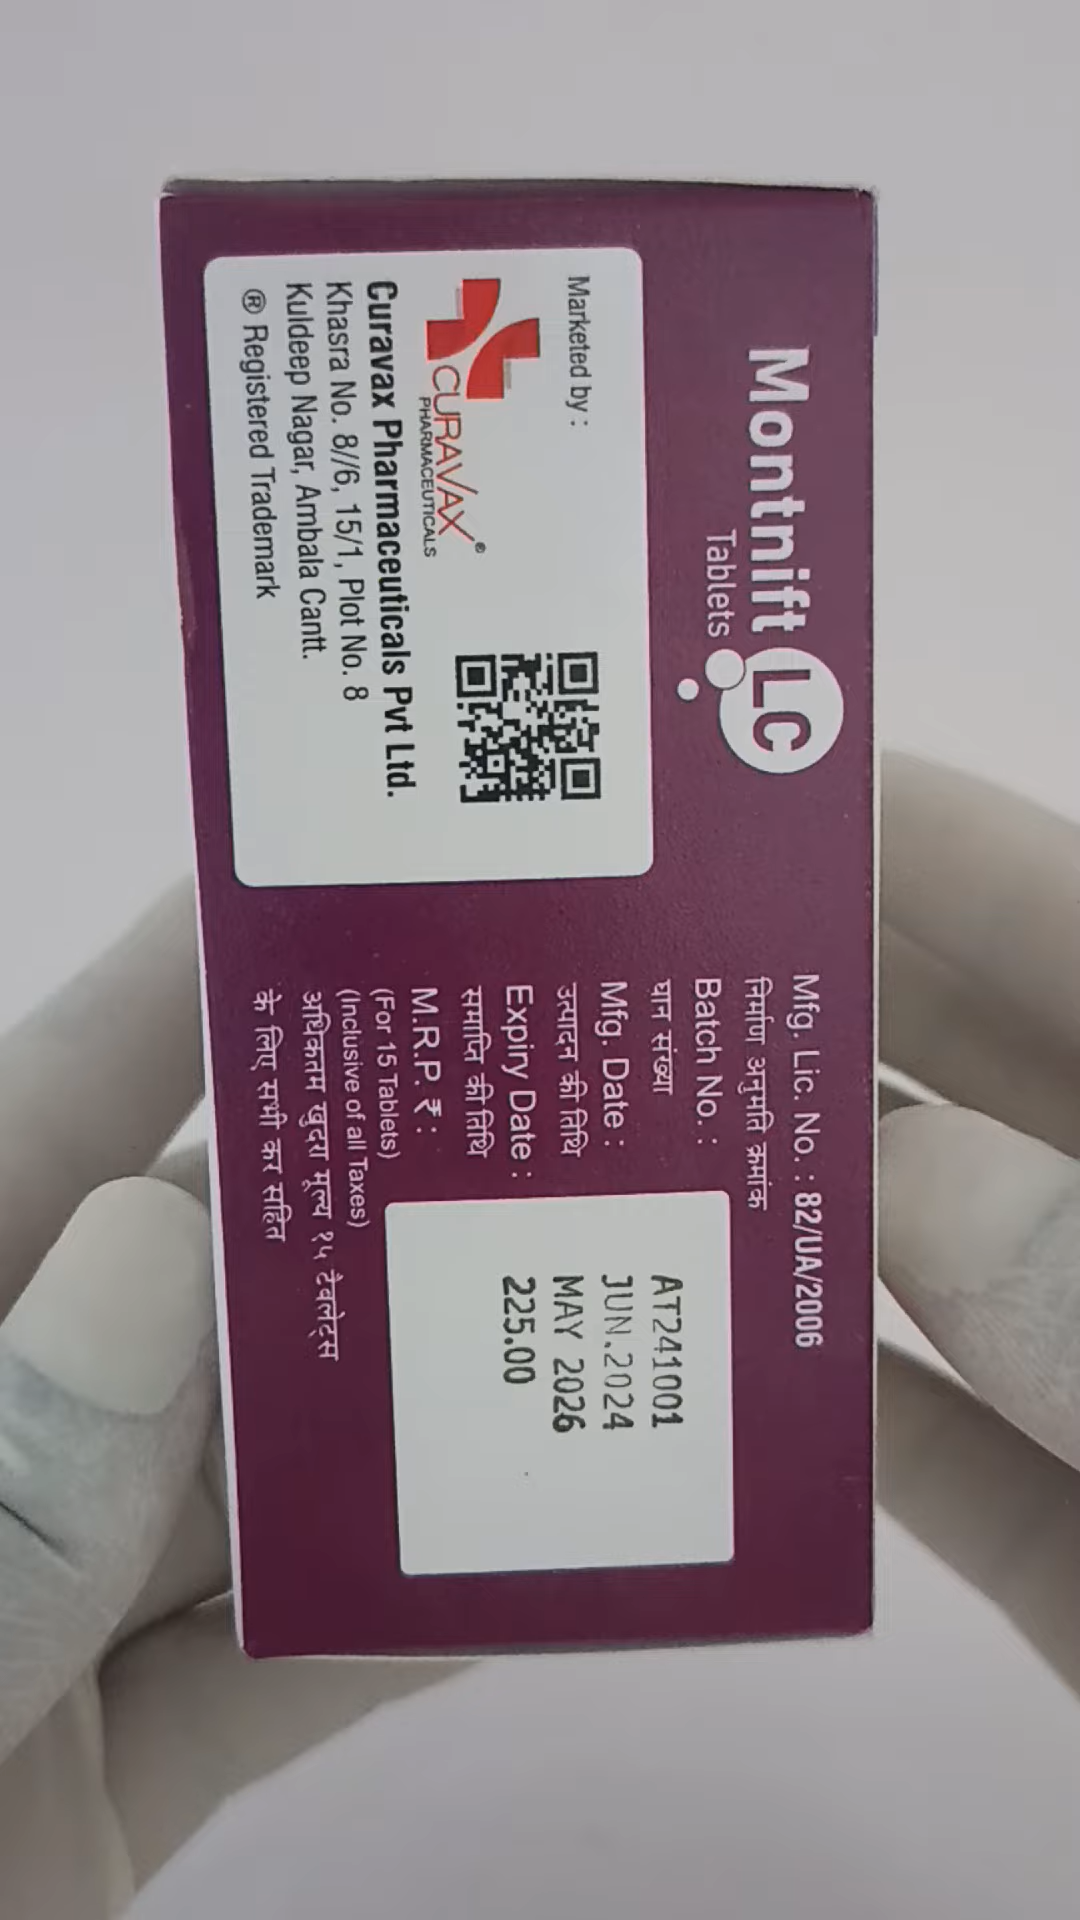 Montnift LC
Tablets
Marketed by :
CURAVAX ®
PHARMACEUTICALS
Curavax Pharmaceuticals Pvt Ltd.
Khasra No. 8//6, 15/1, Plot No. 8
Kuldeep Nagar, Ambala Cantt.
® Registered Trademark
Mfg. Lic. No. : 82/UA/2006
निर्माण अनुमति क्रमांक
Batch No. : AT241001
घान संख्या
Mfg. Date : JUN.2024
उत्पादन की तिथि
Expiry Date : MAY 2026
समाप्ति की तिथि
M.R.P. ₹ : 225.00
(For 15 Tablets)
(Inclusive of all Taxes)
अधिकतम खुदरा मूल्य १५ टैबलेट्स
के लिए सभी कर सहित